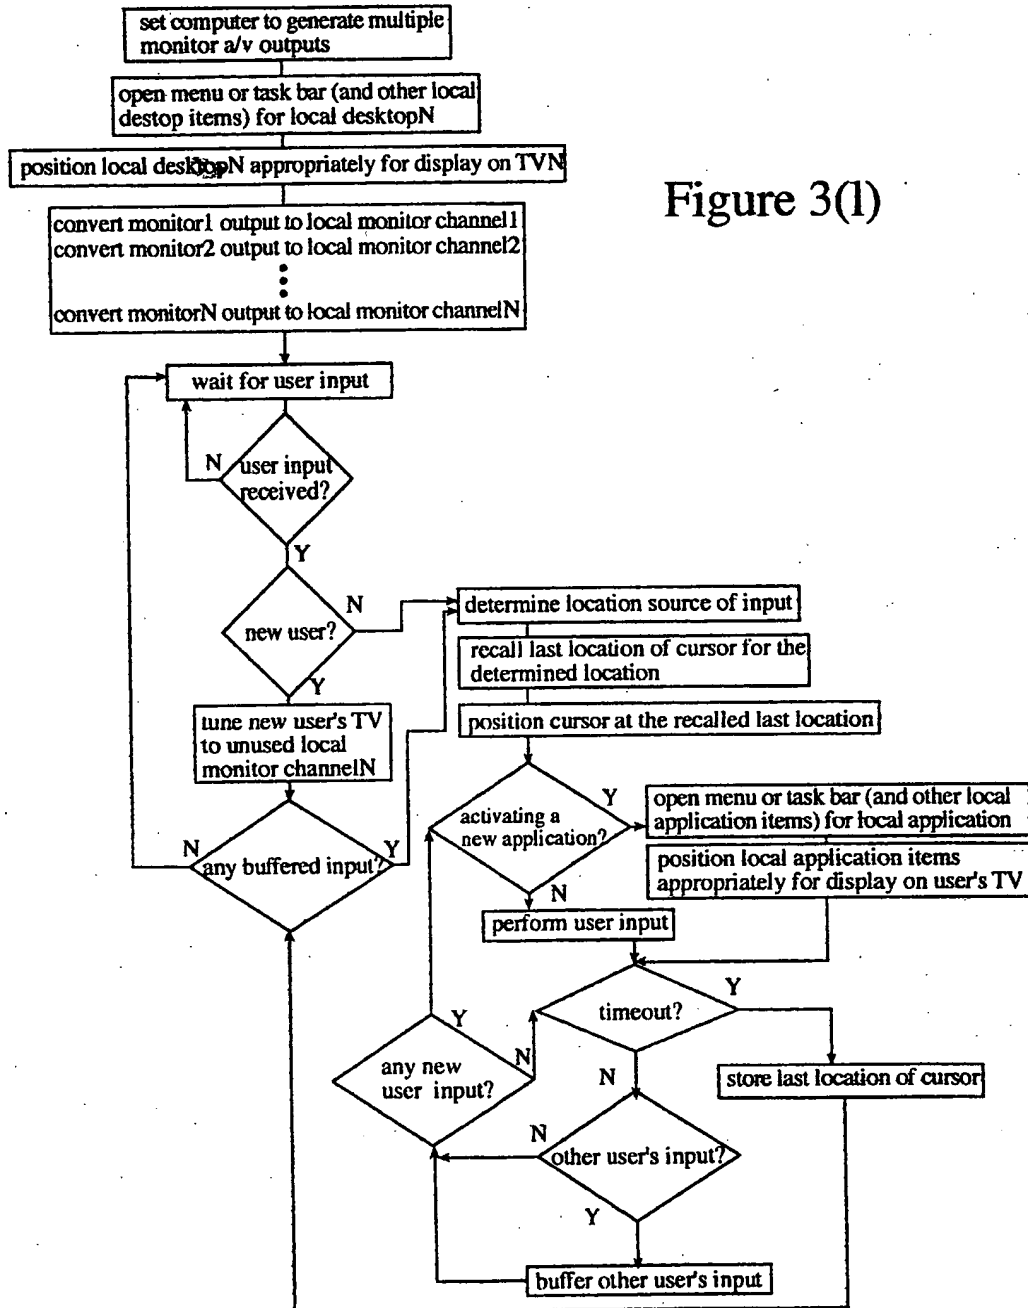 set computer to generate multiple
monitor a/v outputs
open menu or task bar (and other local
destop items) for local desktopN
position local desktopN appropriately for display on TVN
Figure 3(l)
convert monitor1 output to local monitor channel1
convert monitor2 output to local monitor channel2
convert monitorN output to local monitor channelN
wait for user input
N
user input
received?
Y
N
new user?
Y
determine location source of input
recall last location of cursor for the
determined location
position cursor at the recalled last location
tune new user's TV
to unused local
monitor channelN
N
any buffered input?
Y
activating a
new application?
Y
N
open menu or task bar (and other local
application items) for local application
position local application items
appropriately for display on user's TV
perform user input
timeout?
Y
N
Y
any new
user input?
N
store last location of cursor
N
other user's input?
Y
buffer other user's input